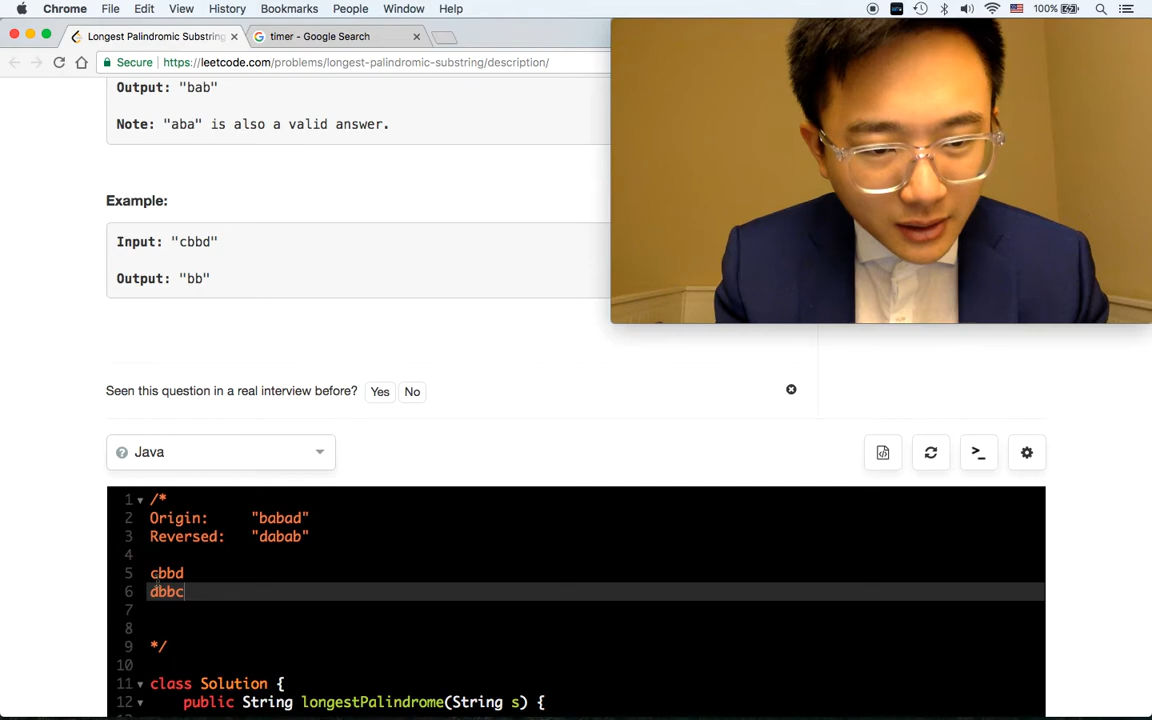 Chrome File Edit View History Bookmarks People Window Help 100%
Longest Palindromic Substring timer - Google Search
Secure https://leetcode.com/problems/longest-palindromic-substring/description/
Output: "bab"
Note: "aba" is also a valid answer.
Example:
Input: "cbbd"
Output: "bb"
Seen this question in a real interview before? Yes No
? Java >_
1 /*
2 Origin: "babad"
3 Reversed: "dabab"
4
5 cbbd
6 dbbc
7
8
9 */
10
11 class Solution {
12 public String longestPalindrome(String s) {